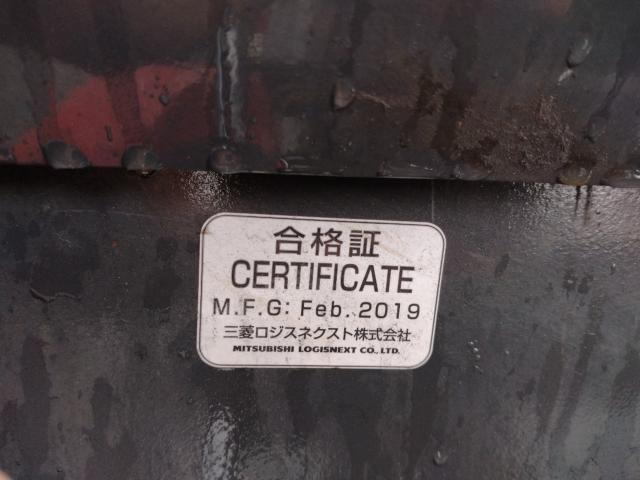 合格証
CERTIFICATE
M.F.G: Feb. 2019
三菱ロジスネクスト株式会社
MITSUBISHI LOGISNEXT CO., LTD.